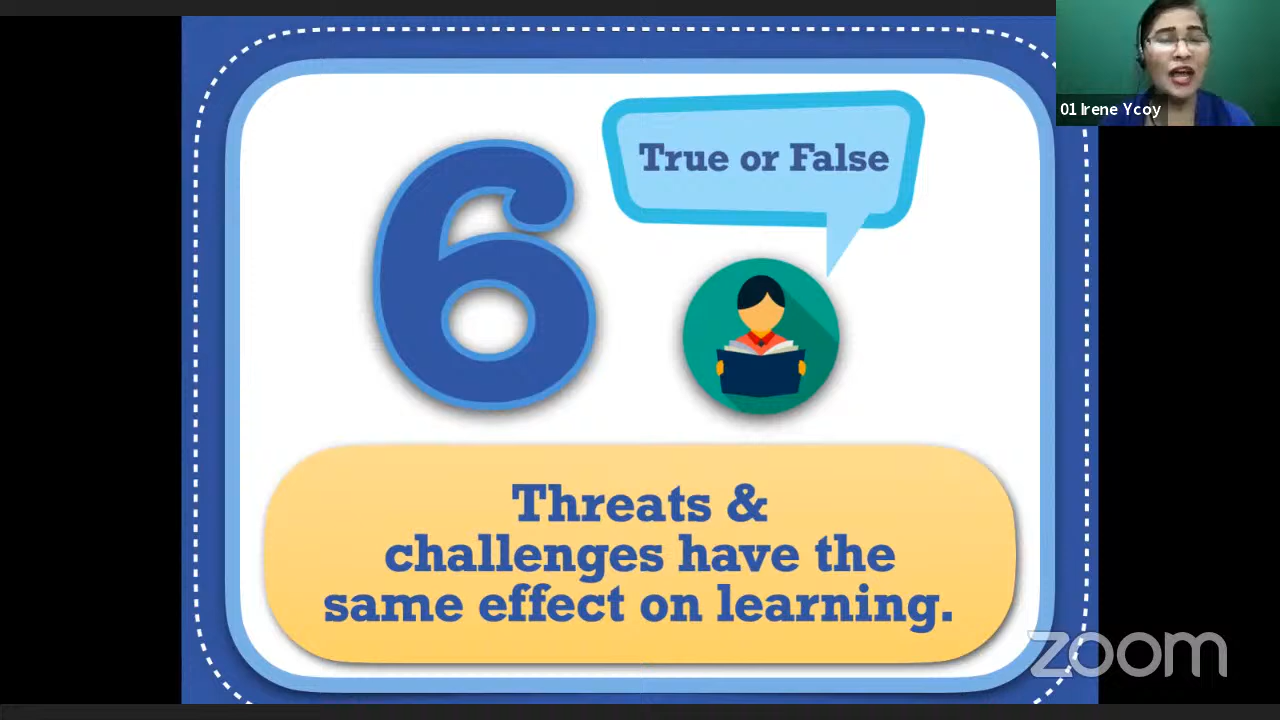 01 Irene Ycoy
6
True or False
Threats &
challenges have the
same effect on learning.
zoom